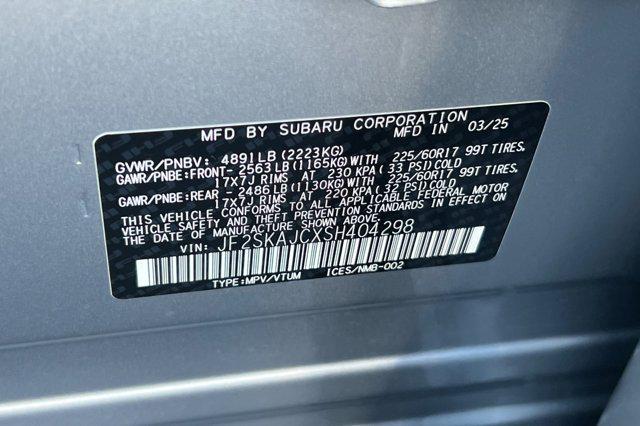 MFD BY SUBARU CORPORATION
MFD IN 03/25
GVWR/PNBV: 4891LB (2223KG)
GAWR/PNBE:FRONT- 2563LB(1165KG)WITH 225/60R17 99T TIRES.
17X7J RIMS AT 230 KPA (33 PSI)COLD
GAWR/PNBE:REAR - 2486LB(1130KG)WITH 225/60R17 99T TIRES.
17X7J RIMS AT 220 KPA(32 PSI)COLD
THIS VEHICLE CONFORMS TO ALL APPLICABLE FEDERAL MOTOR
VEHICLE SAFETY AND THEFT PREVENTION STANDARDS IN EFFECT ON
THE DATE OF MANUFACTURE SHOWN ABOVE.
VIN: JF2SKAJCXSH404298
TYPE:MPV/VTUM ICES/NMB-002